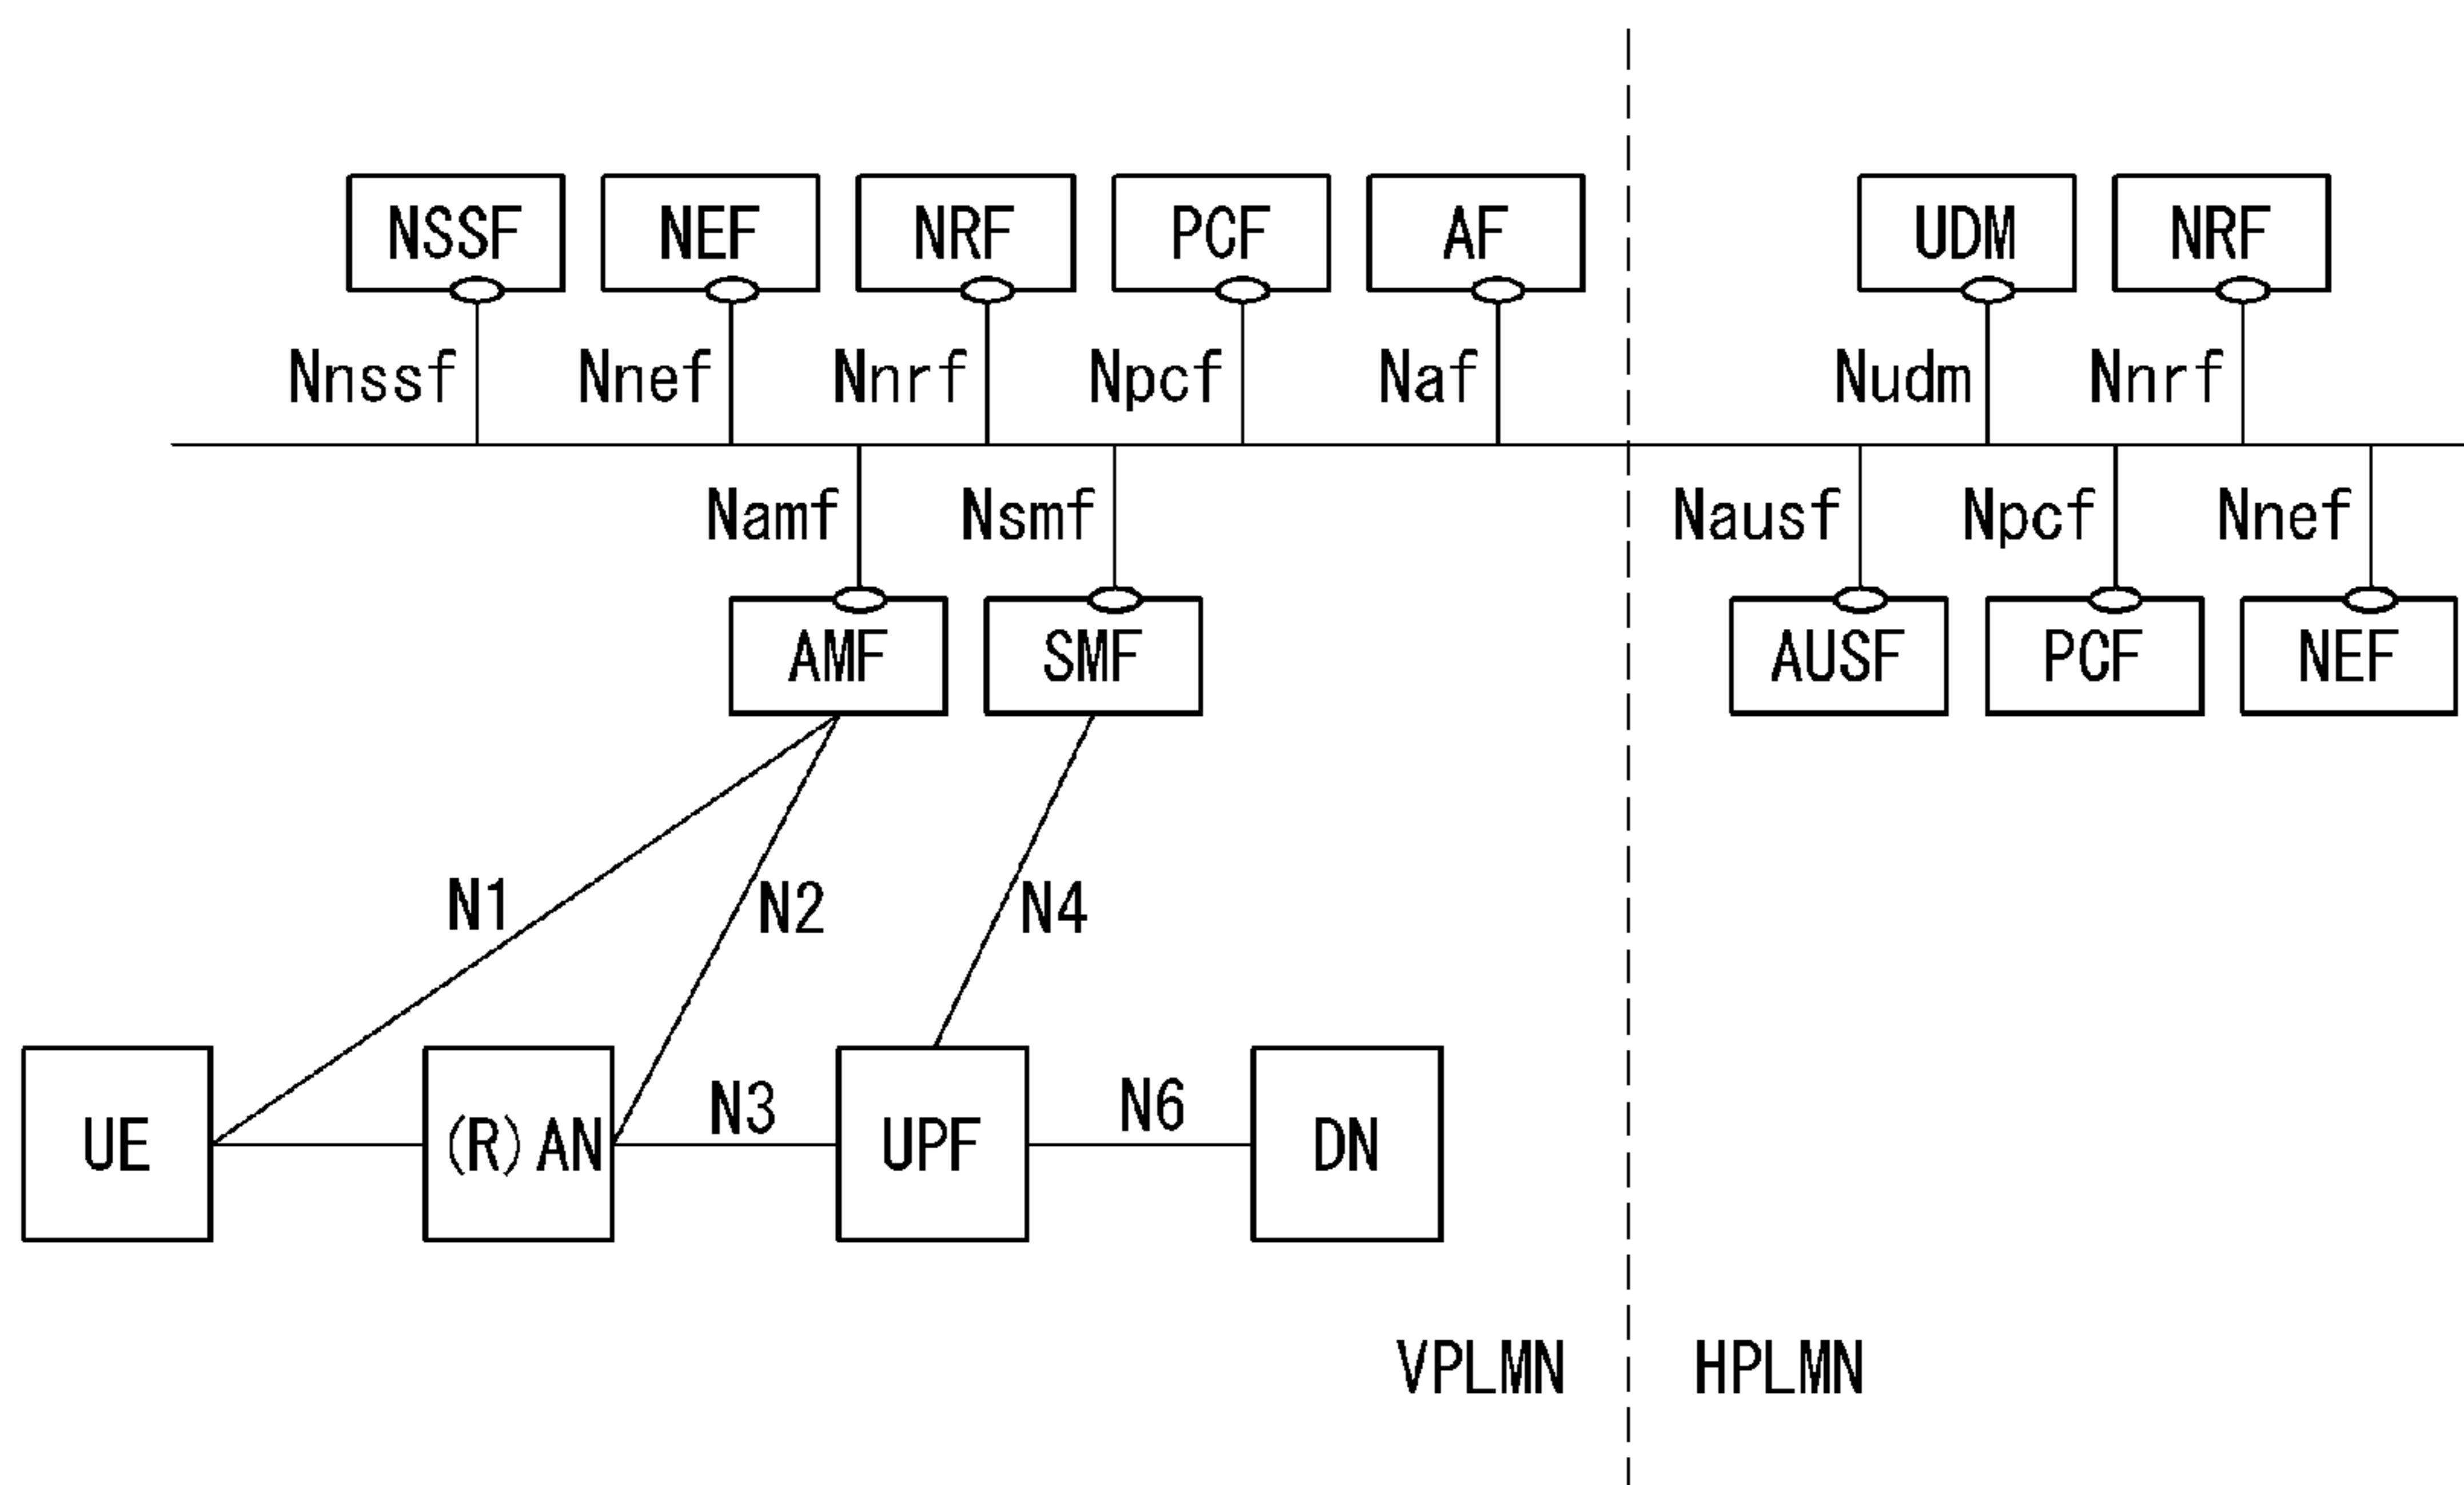 NSSF NEF NRF PCF AF UDM NRF
Nnssf Nnef Nnrf Npcf Naf Nudm Nnrf
Namf Nsmf Nausf Npcf Nnef
AMF SMF AUSF PCF NEF
N1 N2 N4
N3 N6
UE (R)AN UPF DN
VPLMN HPLMN